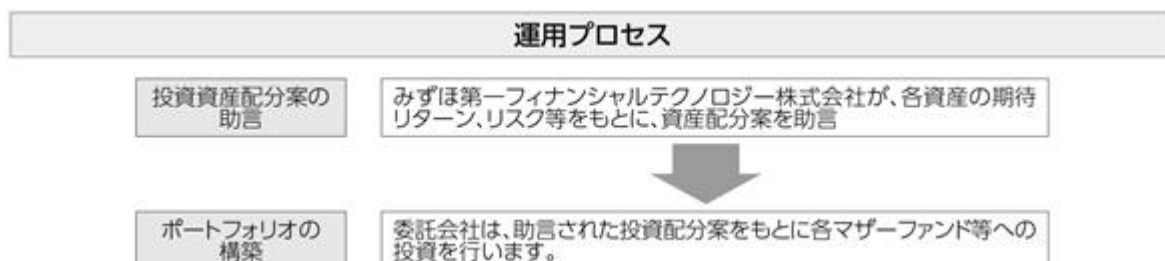 運用プロセス
投資資産配分案の
助言
みずほ第一フィナンシャルテクノロジー株式会社が、各資産の期待
リターン、リスク等をもとに、資産配分案を助言
ポートフォリオの
構築
委託会社は、助言された投資配分案をもとに各マザーファンド等への
投資を行います。